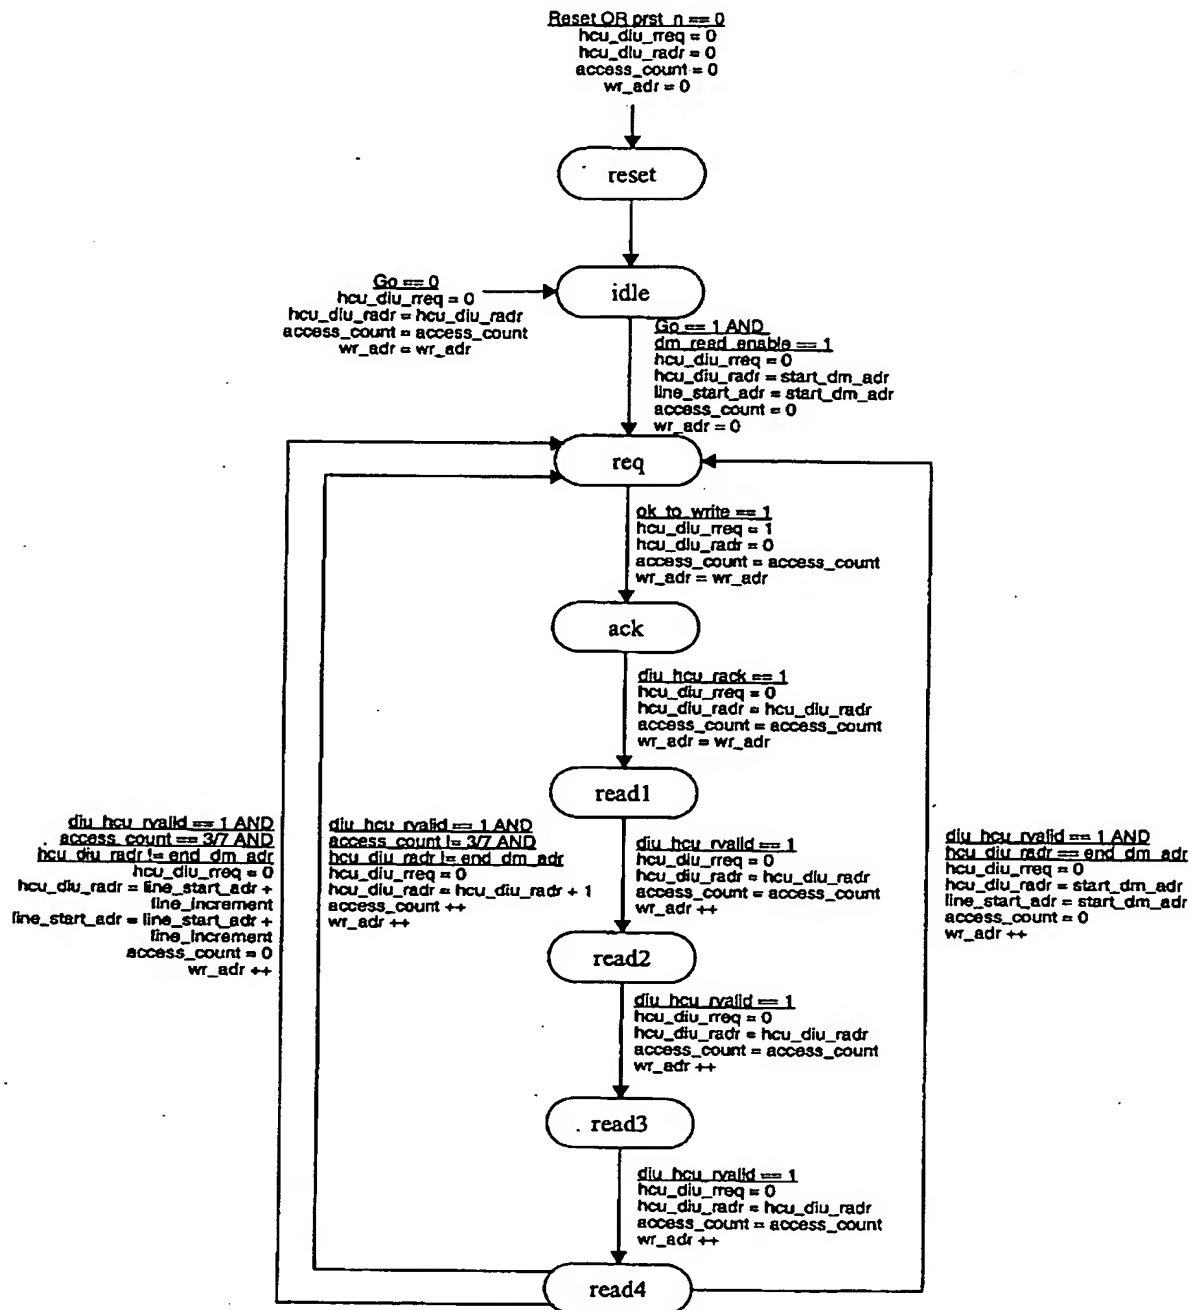 Reset OR prst_n == 0
hcu_diu_rreq = 0
hcu_diu_radr = 0
access_count = 0
wr_adr = 0
reset
idle
Go == 0
hcu_diu_rreq = 0
hcu_diu_radr = hcu_diu_radr
access_count = access_count
wr_adr = wr_adr
Go == 1 AND
dm_read_enable == 1
hcu_diu_rreq = 0
hcu_diu_radr = start_dm_adr
line_start_adr = start_dm_adr
access_count = 0
wr_adr = 0
req
ok_to_write == 1
hcu_diu_rreq = 1
hcu_diu_radr = 0
access_count = access_count
wr_adr = wr_adr
ack
diu_hcu_rack == 1
hcu_diu_rreq = 0
hcu_diu_radr = hcu_diu_radr
access_count = access_count
wr_adr = wr_adr
read1
diu_hcu_rvalid == 1 AND
access_count == 3/7 AND
hcu_diu_radr != end_dm_adr
hcu_diu_rreq = 0
hcu_diu_radr = line_start_adr +
line_increment
line_start_adr = line_start_adr +
line_increment
access_count = 0
wr_adr ++
diu_hcu_rvalid == 1 AND
access_count != 3/7 AND
hcu_diu_radr != end_dm_adr
hcu_diu_rreq = 0
hcu_diu_radr = hcu_diu_radr + 1
access_count ++
wr_adr ++
diu_hcu_rvalid == 1
hcu_diu_rreq = 0
hcu_diu_radr = hcu_diu_radr
access_count = access_count
wr_adr ++
diu_hcu_rvalid == 1 AND
hcu_diu_radr == end_dm_adr
hcu_diu_rreq = 0
hcu_diu_radr = start_dm_adr
line_start_adr = start_dm_adr
access_count = 0
wr_adr ++
read2
diu_hcu_rvalid == 1
hcu_diu_rreq = 0
hcu_diu_radr = hcu_diu_radr
access_count = access_count
wr_adr ++
read3
diu_hcu_rvalid == 1
hcu_diu_rreq = 0
hcu_diu_radr = hcu_diu_radr
access_count = access_count
wr_adr ++
read4